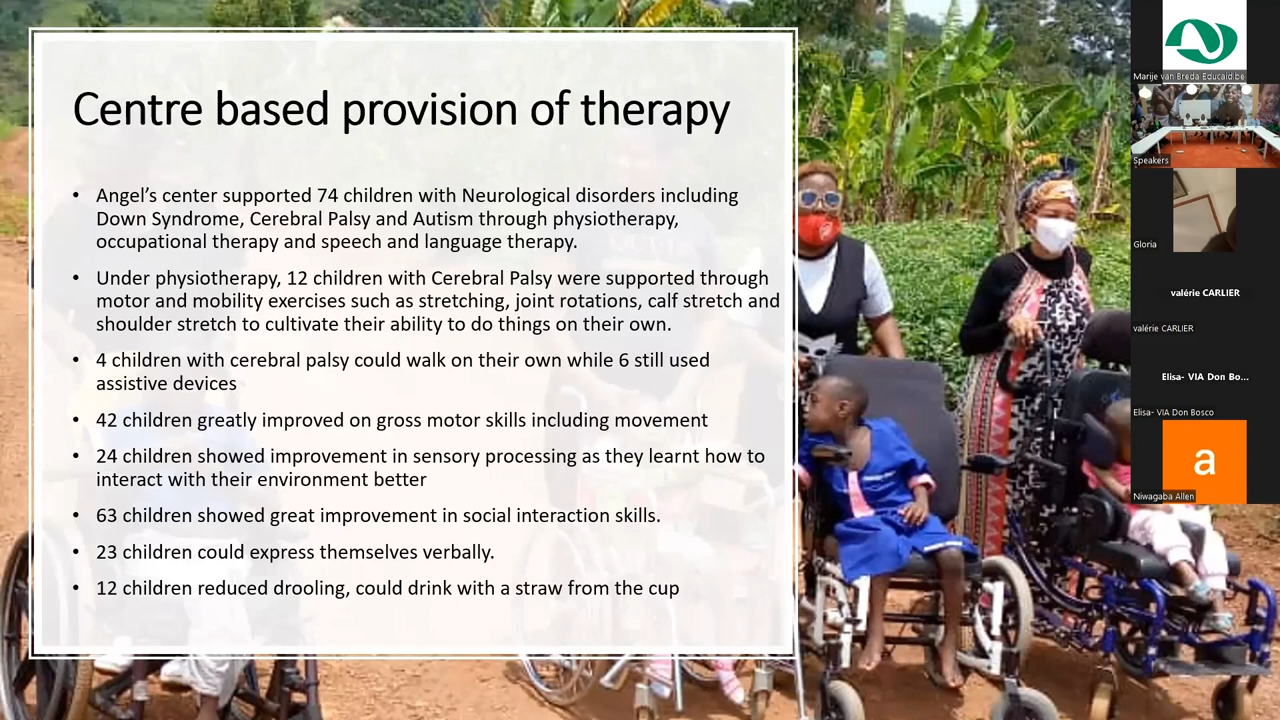 Centre based provision of therapy
• Angel's center supported 74 children with Neurological disorders including
Down Syndrome, Cerebral Palsy and Autism through physiotherapy,
occupational therapy and speech and language therapy.
• Under physiotherapy, 12 children with Cerebral Palsy were supported through
motor and mobility exercises such as stretching, joint rotations, calf stretch and
shoulder stretch to cultivate their ability to do things on their own.
• 4 children with cerebral palsy could walk on their own while 6 still used
assistive devices
• 42 children greatly improved on gross motor skills including movement
• 24 children showed improvement in sensory processing as they learnt how to
interact with their environment better
• 63 children showed great improvement in social interaction skills.
• 23 children could express themselves verbally.
• 12 children reduced drooling, could drink with a straw from the cup
Marije van Breda Educaid.be
Speakers
Gloria
valérie CARLIER
valérie CARLIER
Elisa- VIA Don Bo...
Elisa- VIA Don Bosco
a
Niwagaba Allen